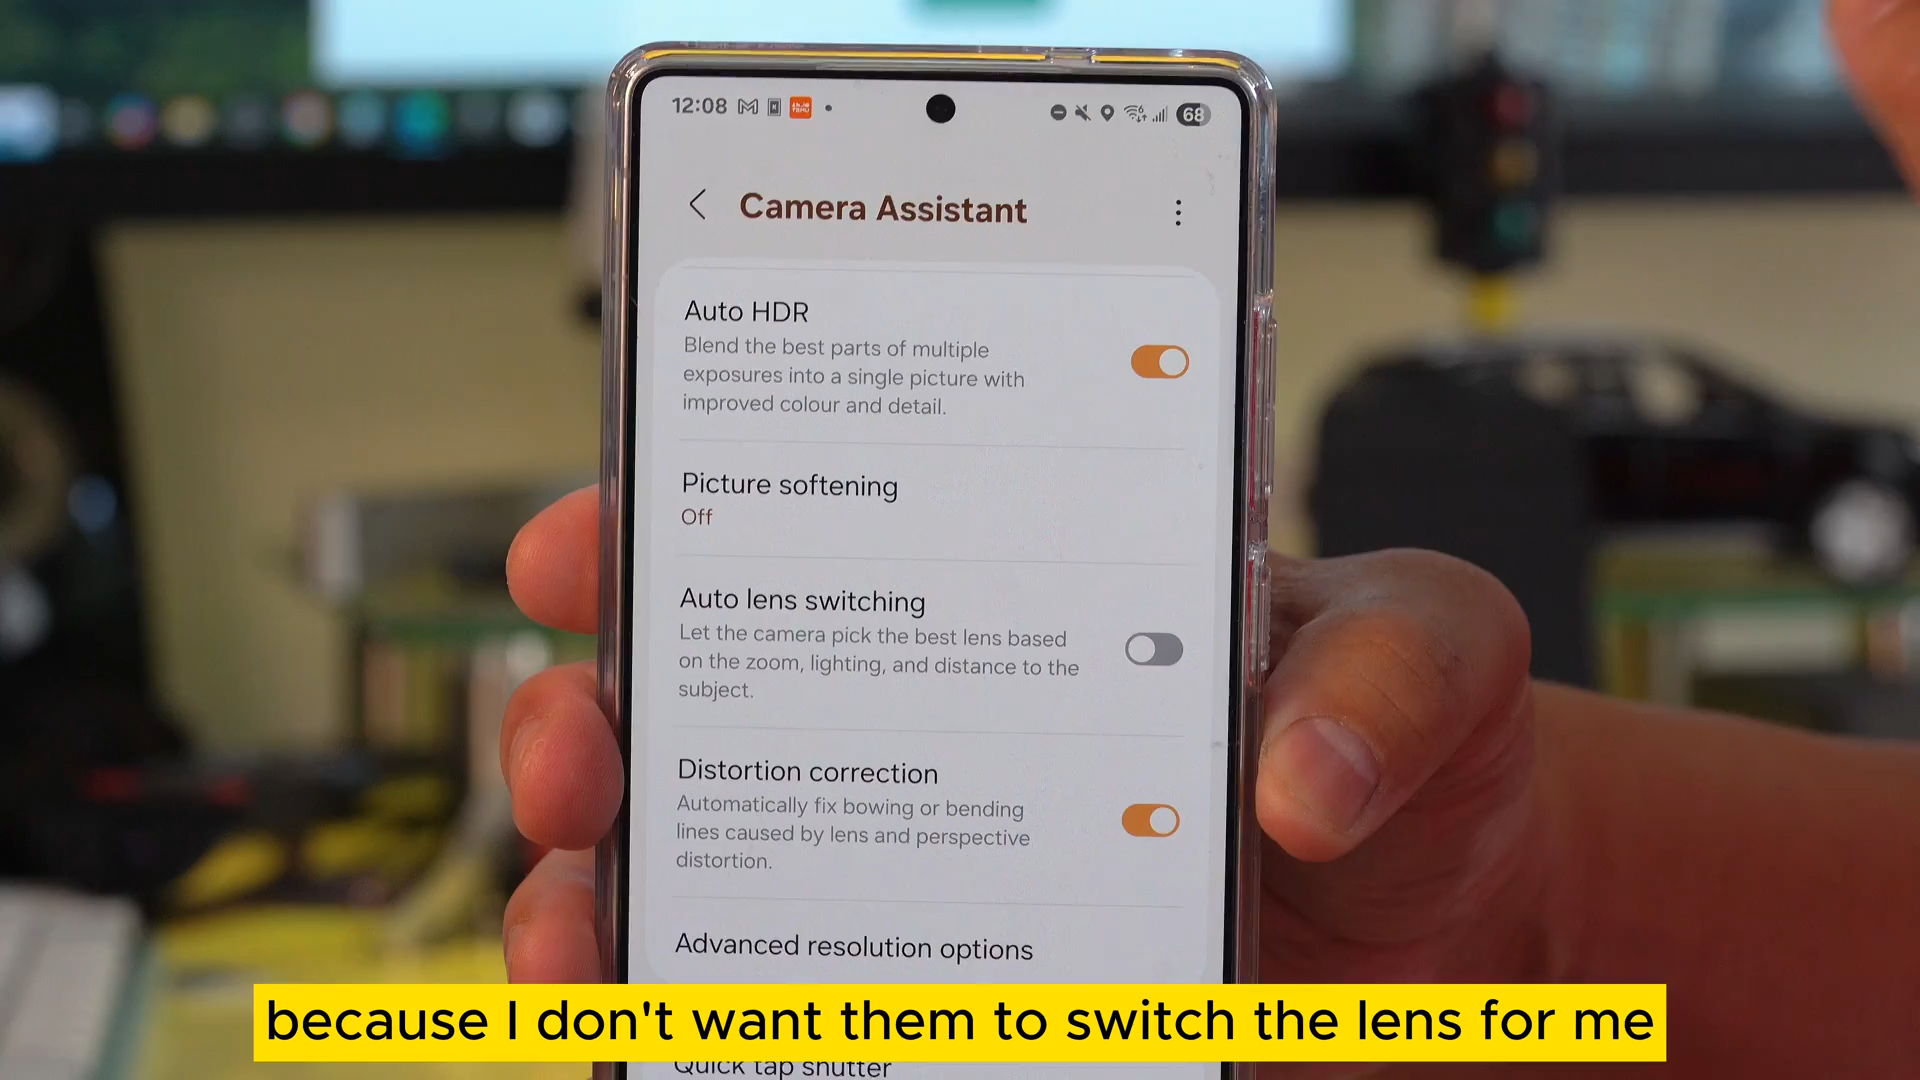 12:08
68
Camera Assistant
Auto HDR
Blend the best parts of multiple
exposures into a single picture with
improved colour and detail.
Picture softening
Off
Auto lens switching
Let the camera pick the best lens based
on the zoom, lighting, and distance to the
subject.
Distortion correction
Automatically fix bowing or bending
lines caused by lens and perspective
distortion.
Advanced resolution options
because I don't want them to switch the lens for me
Quick tap shutter